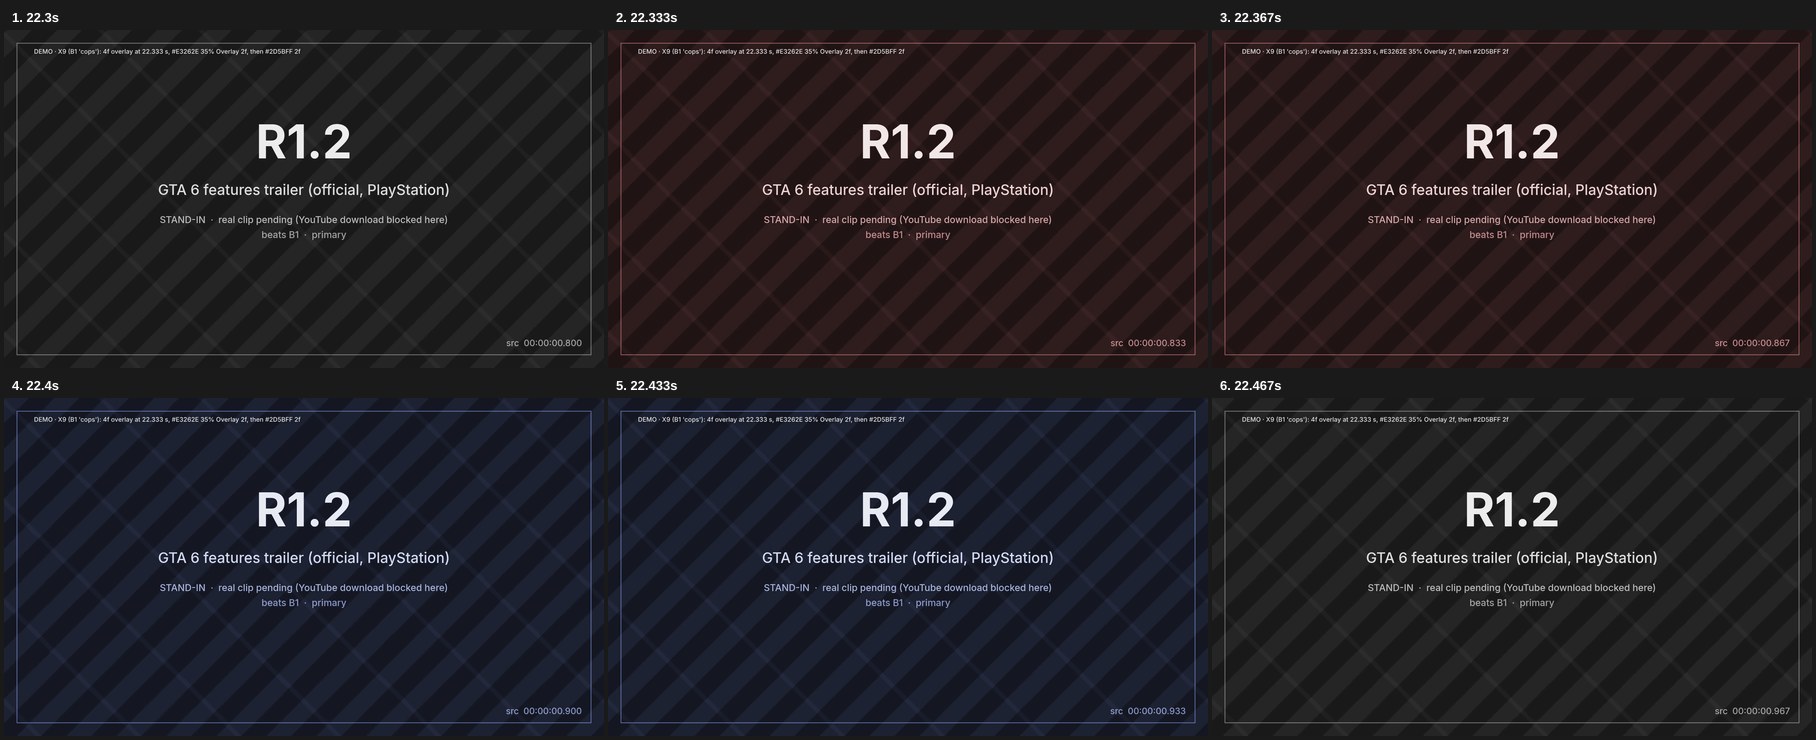 1. 22.3s
DEMO · X9 (B1 'cops'): 4f overlay at 22.333 s, #E3262E 35% Overlay 2f, then #2D5BFF 2f
R1.2
GTA 6 features trailer (official, PlayStation)
STAND-IN · real clip pending (YouTube download blocked here)
beats B1 · primary
src 00:00:00.800
2. 22.333s
DEMO · X9 (B1 'cops'): 4f overlay at 22.333 s, #E3262E 35% Overlay 2f, then #2D5BFF 2f
R1.2
GTA 6 features trailer (official, PlayStation)
STAND-IN · real clip pending (YouTube download blocked here)
beats B1 · primary
src 00:00:00.833
3. 22.367s
DEMO · X9 (B1 'cops'): 4f overlay at 22.333 s, #E3262E 35% Overlay 2f, then #2D5BFF 2f
R1.2
GTA 6 features trailer (official, PlayStation)
STAND-IN · real clip pending (YouTube download blocked here)
beats B1 · primary
src 00:00:00.867
4. 22.4s
DEMO · X9 (B1 'cops'): 4f overlay at 22.333 s, #E3262E 35% Overlay 2f, then #2D5BFF 2f
R1.2
GTA 6 features trailer (official, PlayStation)
STAND-IN · real clip pending (YouTube download blocked here)
beats B1 · primary
src 00:00:00.900
5. 22.433s
DEMO · X9 (B1 'cops'): 4f overlay at 22.333 s, #E3262E 35% Overlay 2f, then #2D5BFF 2f
R1.2
GTA 6 features trailer (official, PlayStation)
STAND-IN · real clip pending (YouTube download blocked here)
beats B1 · primary
src 00:00:00.933
6. 22.467s
DEMO · X9 (B1 'cops'): 4f overlay at 22.333 s, #E3262E 35% Overlay 2f, then #2D5BFF 2f
R1.2
GTA 6 features trailer (official, PlayStation)
STAND-IN · real clip pending (YouTube download blocked here)
beats B1 · primary
src 00:00:00.967